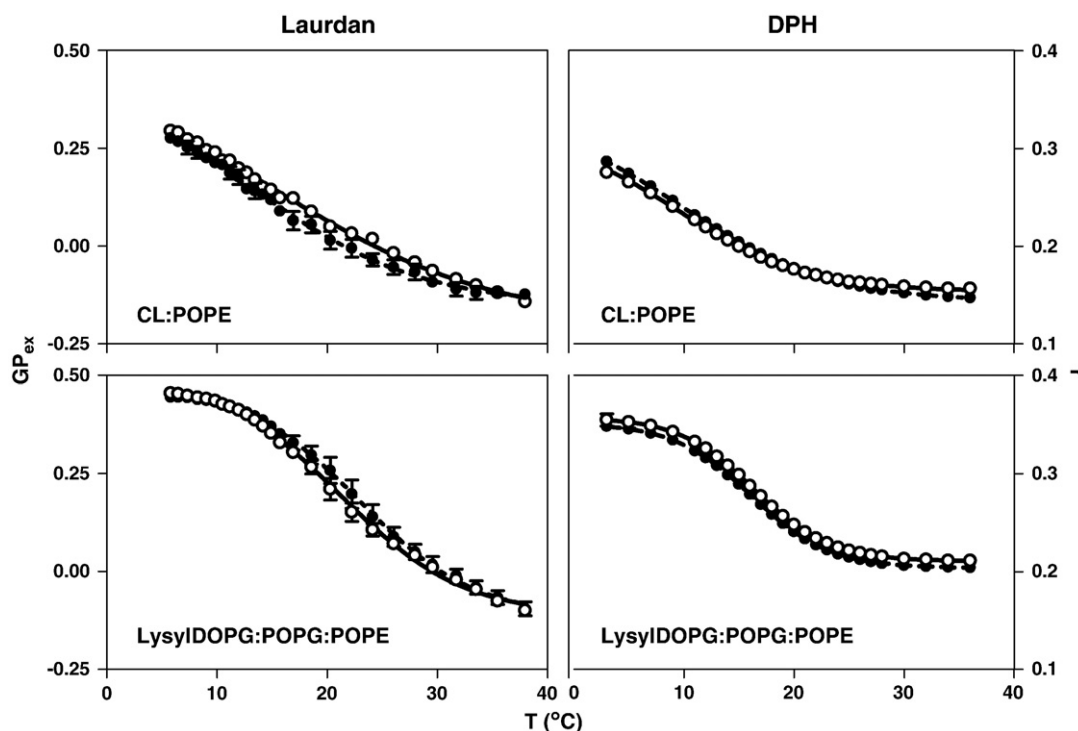 Laurdan DPH
0.50 0.4
0.25 0.3
0.00 0.2
CL:POPE CL:POPE
-0.25 0.1
GPex
0.50 0.4
0.25 0.3
0.00 0.2
LysylDOPG:POPG:POPE LysylDOPG:POPG:POPE
-0.25 0.1
0 10 20 30 40 0 10 20 30 40
T (°C)